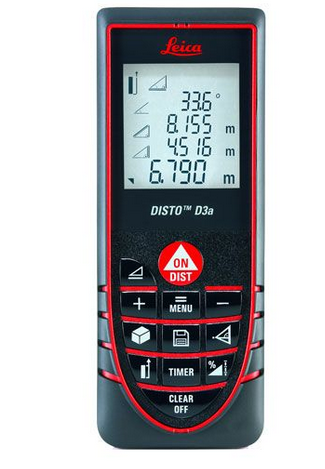 Leica
33.6°
8.155 m
4.516 m
6.790 m
DISTO™ D3a
ON
DIST
+ = −
MENU
TIMER %
CLEAR
OFF